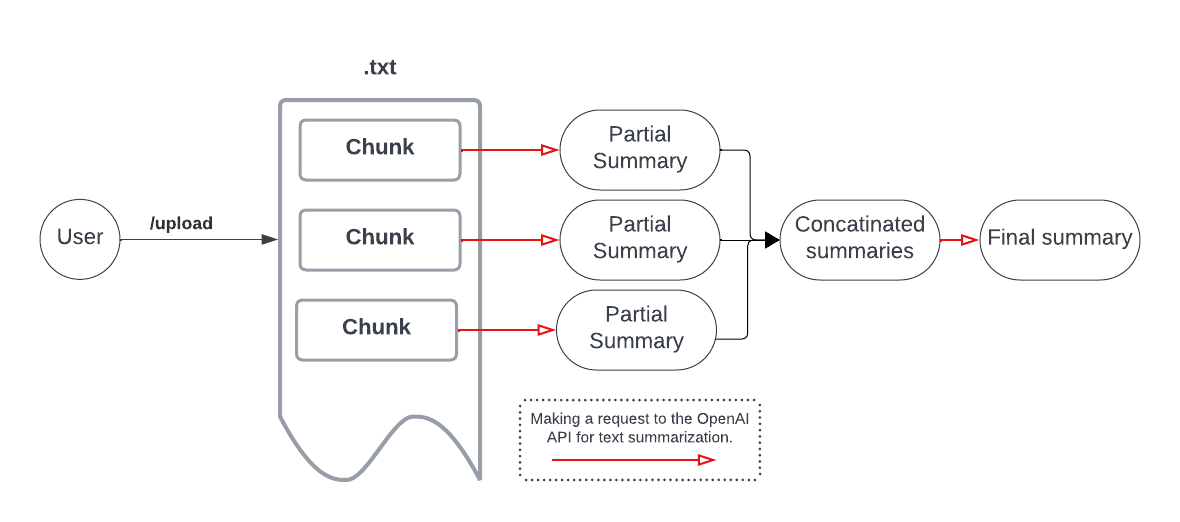 .txt
Chunk
Partial
Summary
/upload
User
Chunk
Partial
Summary
Concatinated
summaries
Final summary
Chunk
Partial
Summary
Making a request to the OpenAI
API for text summarization.